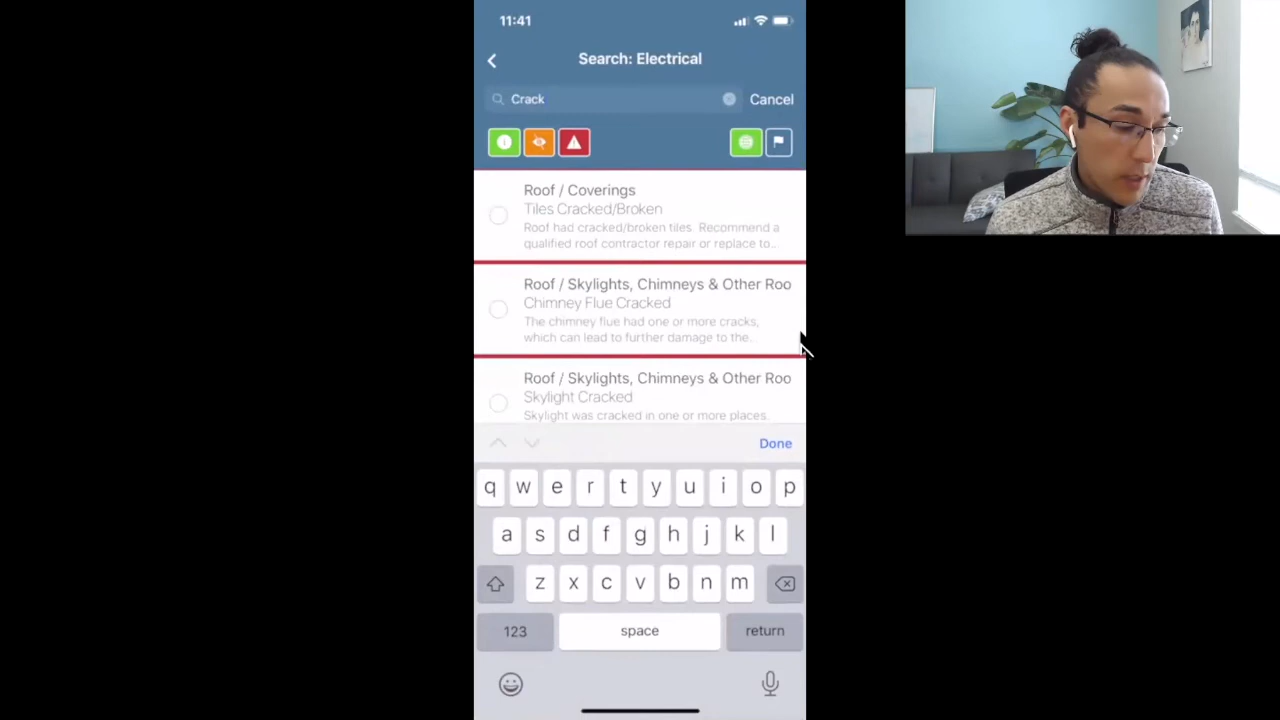 11:41
Search: Electrical
Crack
Cancel
Roof / Coverings
Tiles Cracked/Broken
Roof had cracked/broken tiles. Recommend a
qualified roof contractor repair or replace to...
Roof / Skylights, Chimneys & Other Roo
Chimney Flue Cracked
The chimney flue had one or more cracks,
which can lead to further damage to the...
Roof / Skylights, Chimneys & Other Roo
Skylight Cracked
Skylight was cracked in one or more places.
Done
q w e r t y u i o p
a s d f g h j k l
z x c v b n m
123 space return